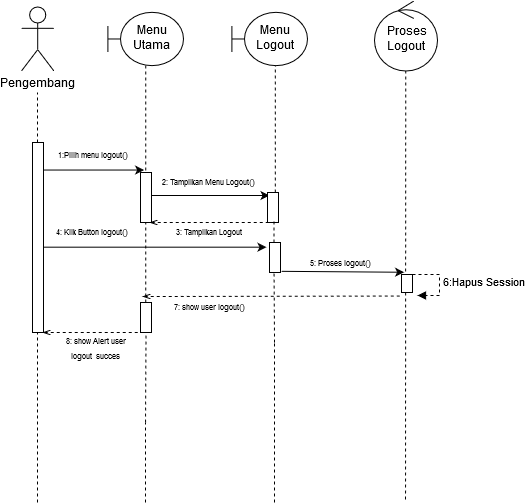 Pengembang
Menu
Utama
Menu
Logout
Proses
Logout
1:Pilih menu logout()
2: Tampilkan Menu Logout()
3: Tampilkan Logout
4: Klik Button logout()
5: Proses logout()
6:Hapus Session
7: show user logout()
8: show Alert user
logout succes